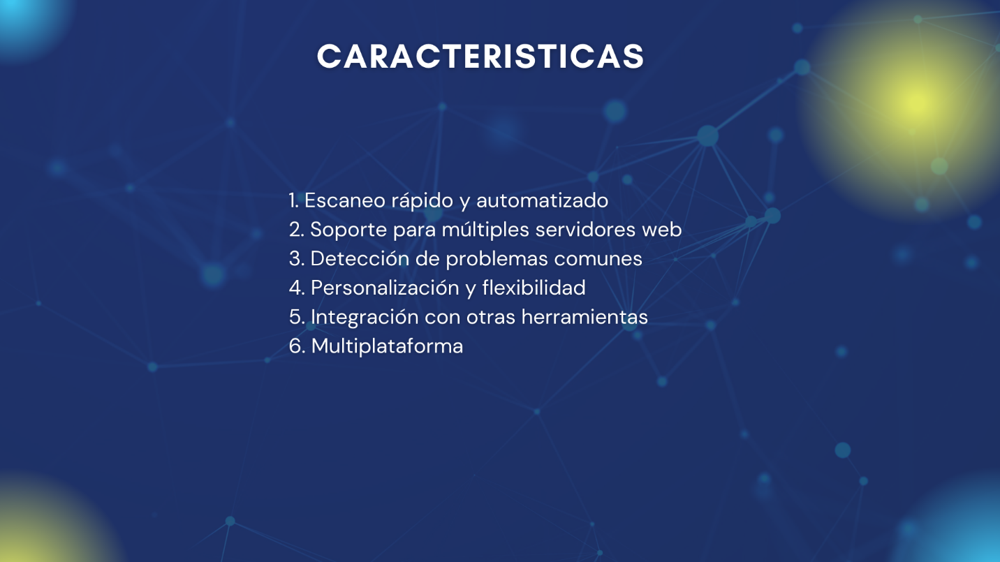 CARACTERISTICAS
1. Escaneo rápido y automatizado
2. Soporte para múltiples servidores web
3. Detección de problemas comunes
4. Personalización y flexibilidad
5. Integración con otras herramientas
6. Multiplataforma